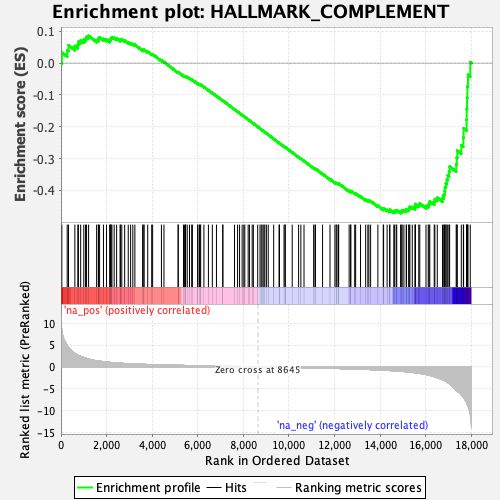 Enrichment plot: HALLMARK_COMPLEMENT
Enrichment score (ES)
0.1
0.0
-0.1
-0.2
-0.3
-0.4
'na_pos' (positively correlated)
Ranked list metric (PreRanked)
10
5
0
-5
-10
-15
Zero cross at 8645
'na_neg' (negatively correlated)
0
2,000
4,000
6,000
8,000
10,000
12,000
14,000
16,000
18,000
Rank in Ordered Dataset
Enrichment profile
Hits
Ranking metric scores